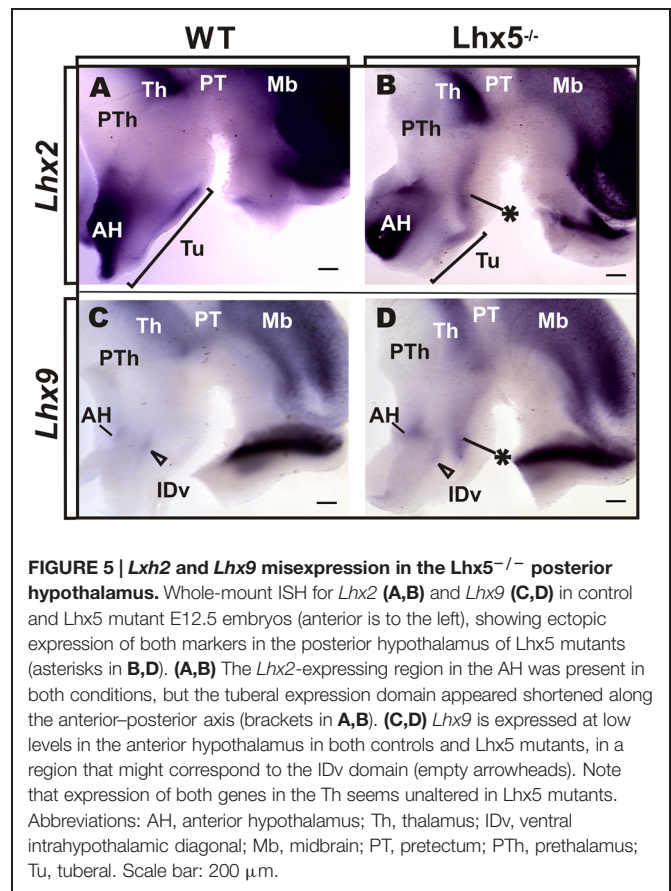 WT
Lhx5-/-
Lhx2
A
Th
PT
Mb
PTh
AH
Tu
B
Th
PT
Mb
PTh
AH
Tu
*
Lhx9
C
Th
PT
Mb
PTh
AH
IDv
D
Th
PT
Mb
PTh
AH
IDv
*
FIGURE 5 | Lxh2 and Lhx9 misexpression in the Lhx5−/− posterior
hypothalamus. Whole-mount ISH for Lhx2 (A,B) and Lhx9 (C,D) in control
and Lhx5 mutant E12.5 embryos (anterior is to the left), showing ectopic
expression of both markers in the posterior hypothalamus of Lhx5 mutants
(asterisks in B,D). (A,B) The Lhx2-expressing region in the AH was present in
both conditions, but the tuberal expression domain appeared shortened along
the anterior–posterior axis (brackets in A,B). (C,D) Lhx9 is expressed at low
levels in the anterior hypothalamus in both controls and Lhx5 mutants, in a
region that might correspond to the IDv domain (empty arrowheads). Note
that expression of both genes in the Th seems unaltered in Lhx5 mutants.
Abbreviations: AH, anterior hypothalamus; Th, thalamus; IDv, ventral
intrahypothalamic diagonal; Mb, midbrain; PT, pretectum; PTh, prethalamus;
Tu, tuberal. Scale bar: 200 μm.